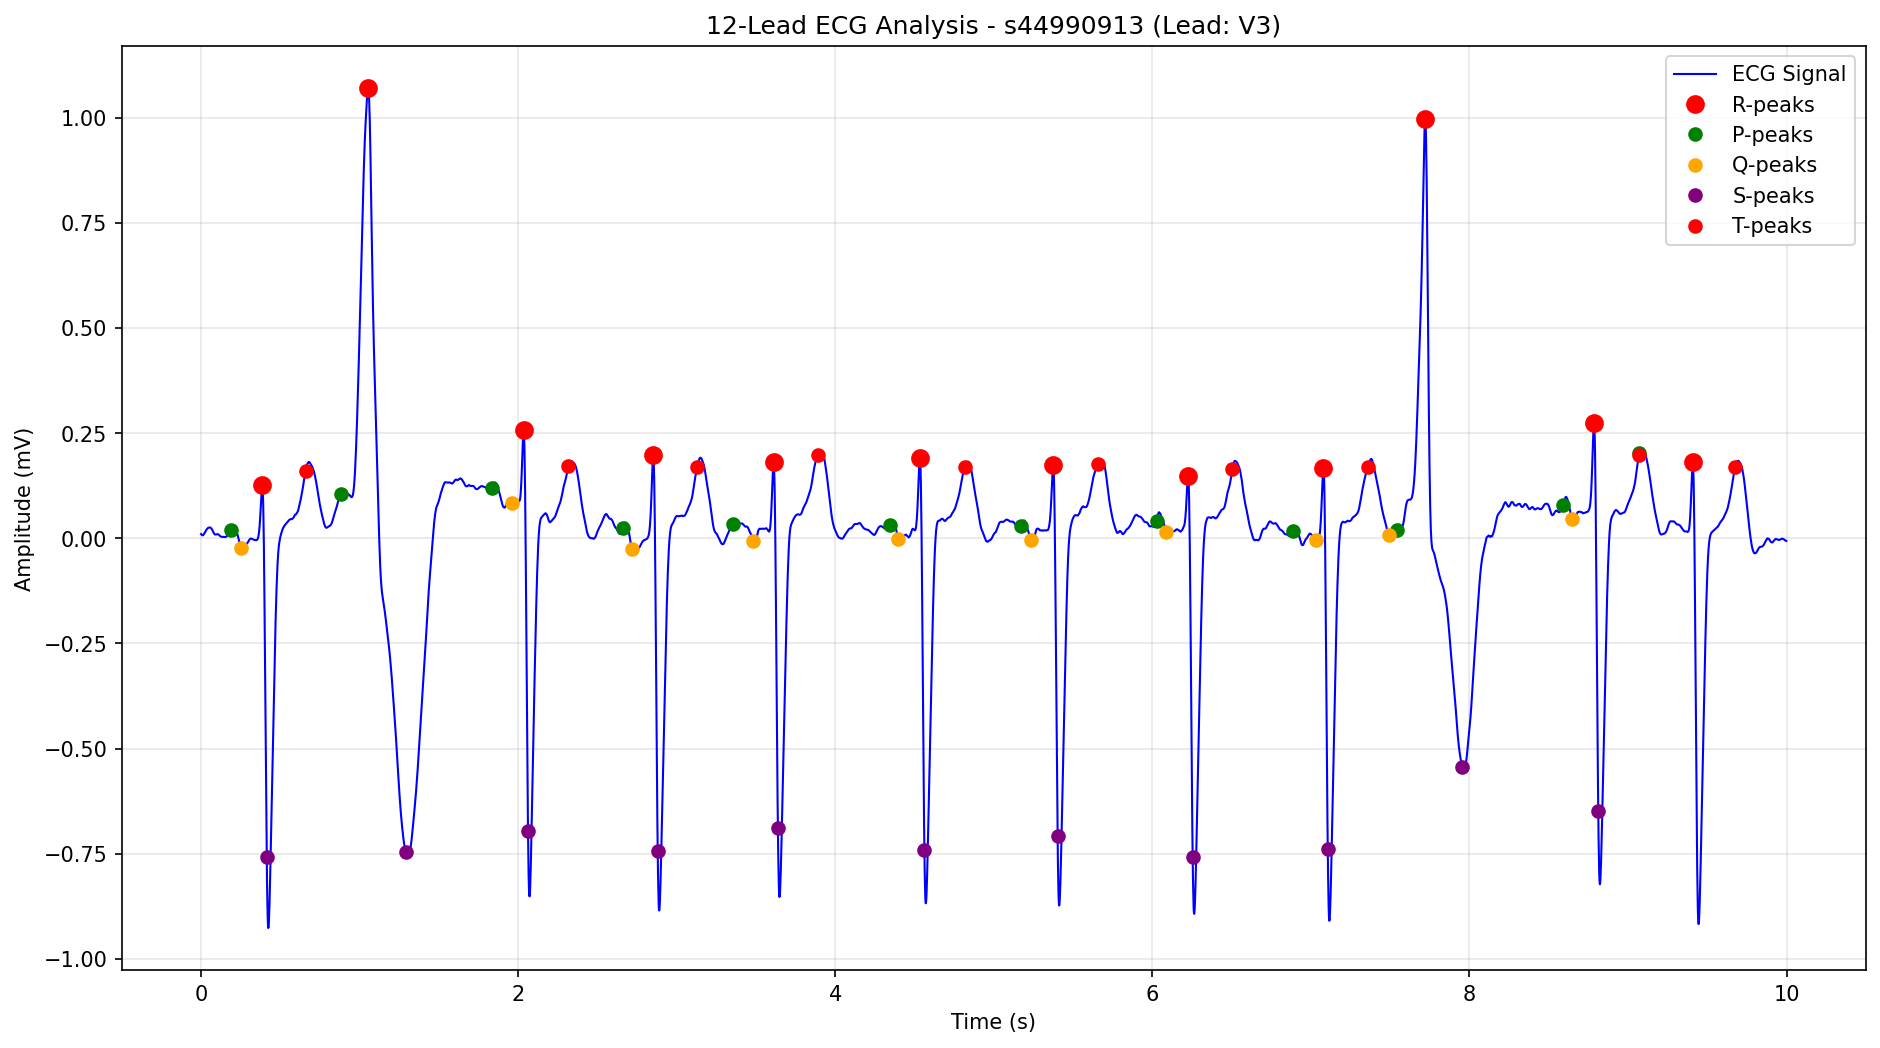 12-Lead ECG Analysis - s44990913 (Lead: V3)
ECG Signal
R-peaks
P-peaks
Q-peaks
S-peaks
T-peaks
Amplitude (mV)
1.00
0.75
0.50
0.25
0.00
−0.25
−0.50
−0.75
−1.00
0 2 4 6 8 10
Time (s)